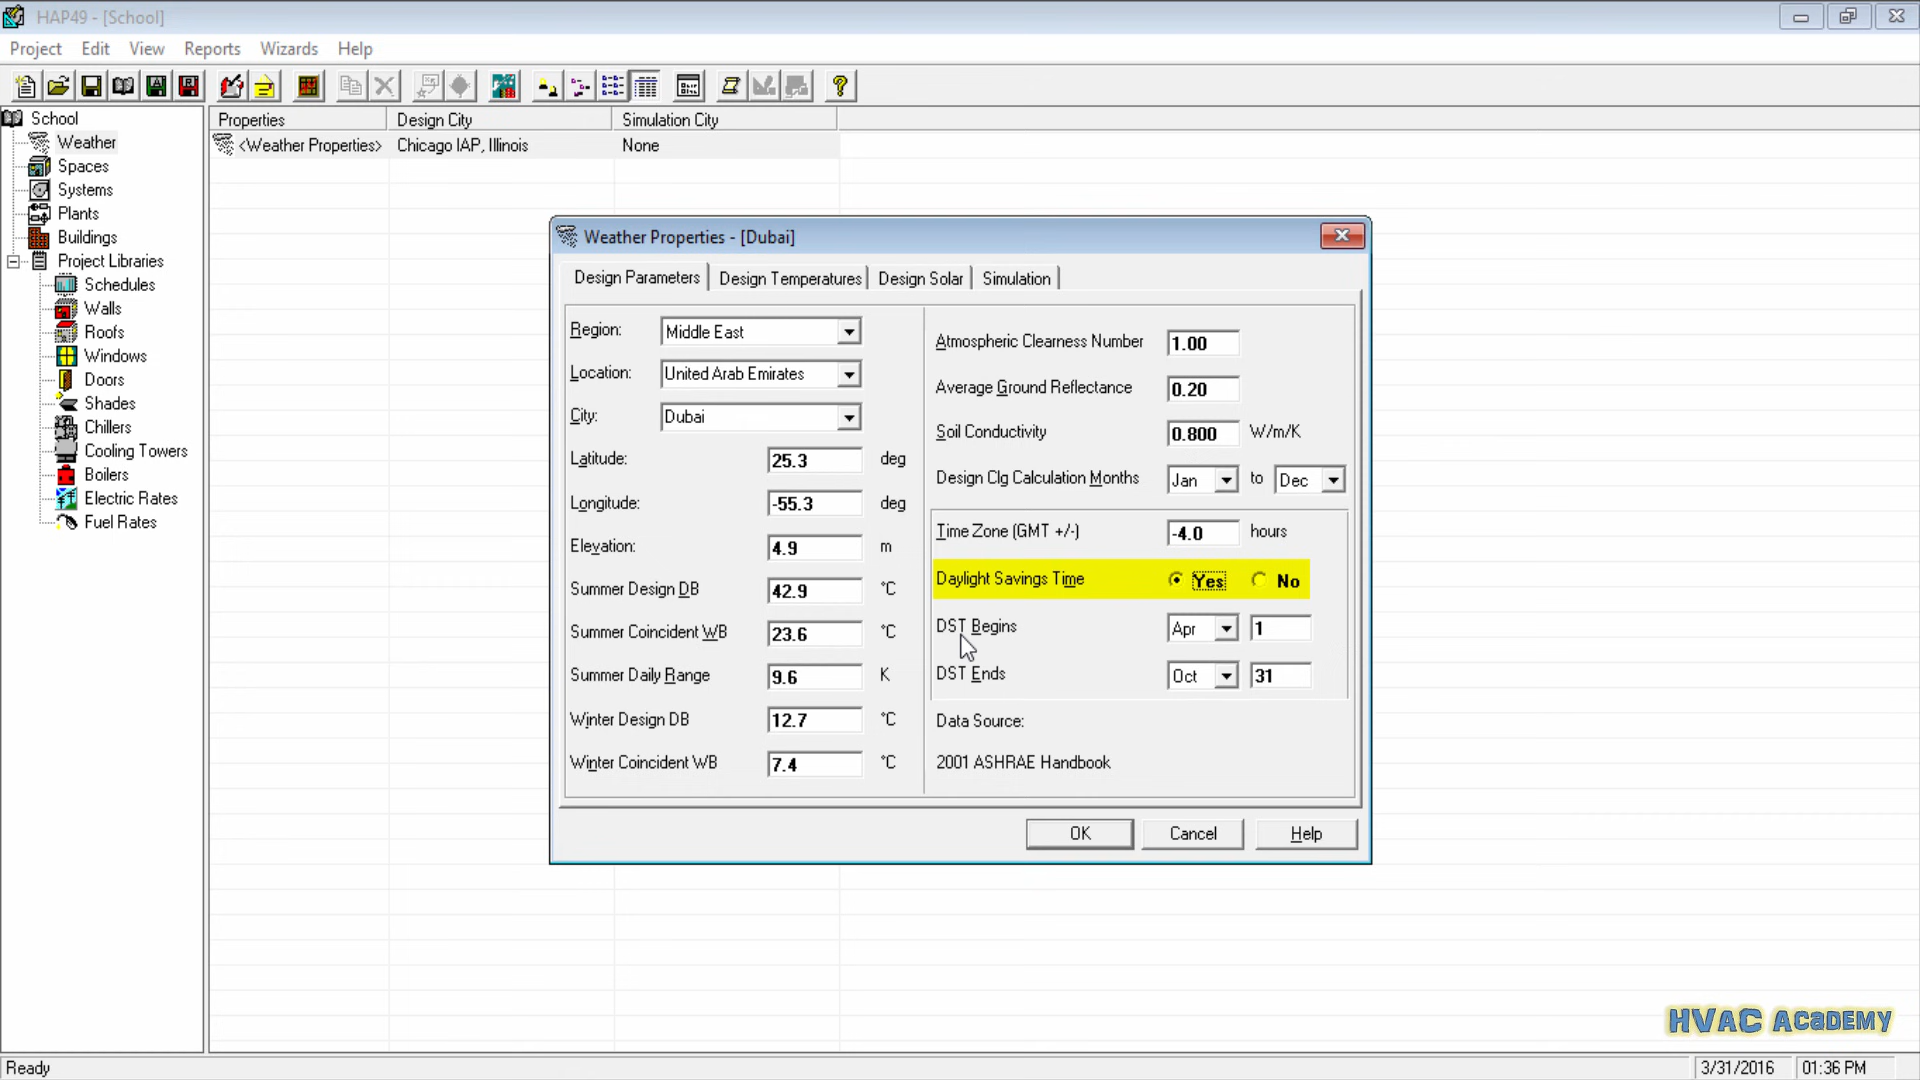 HAP49 - [School]
Project Edit View Reports Wizards Help
School
Weather
Spaces
Systems
Plants
Buildings
Project Libraries
Schedules
Walls
Roofs
Windows
Doors
Shades
Chillers
Cooling Towers
Boilers
Electric Rates
Fuel Rates
Properties Design City Simulation City
<Weather Properties> Chicago IAP, Illinois None
Weather Properties - [Dubai]
Design Parameters Design Temperatures Design Solar Simulation
Region: Middle East
Location: United Arab Emirates
City: Dubai
Latitude: 25.3 deg
Longitude: -55.3 deg
Elevation: 4.9 m
Summer Design DB 42.9 °C
Summer Coincident WB 23.6 °C
Summer Daily Range 9.6 K
Winter Design DB 12.7 °C
Winter Coincident WB 7.4 °C
Atmospheric Clearness Number 1.00
Average Ground Reflectance 0.20
Soil Conductivity 0.800 W/m/K
Design Clg Calculation Months Jan to Dec
Time Zone (GMT +/-) -4.0 hours
Daylight Savings Time Yes No
DST Begins Apr 1
DST Ends Oct 31
Data Source:
2001 ASHRAE Handbook
OK Cancel Help
HVAC Academy
Ready 3/31/2016 01:36 PM